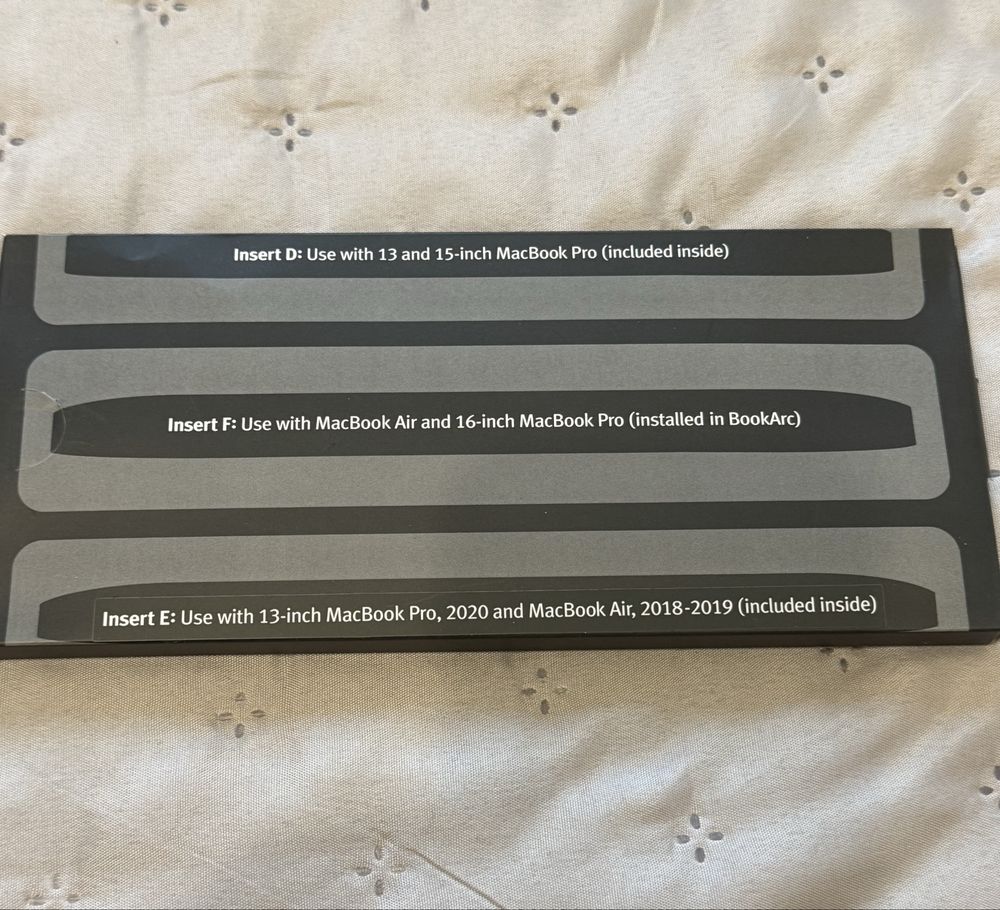 Insert D: Use with 13 and 15-inch MacBook Pro (included inside)
Insert F: Use with MacBook Air and 16-inch MacBook Pro (installed in BookArc)
Insert E: Use with 13-inch MacBook Pro, 2020 and MacBook Air, 2018-2019 (included inside)